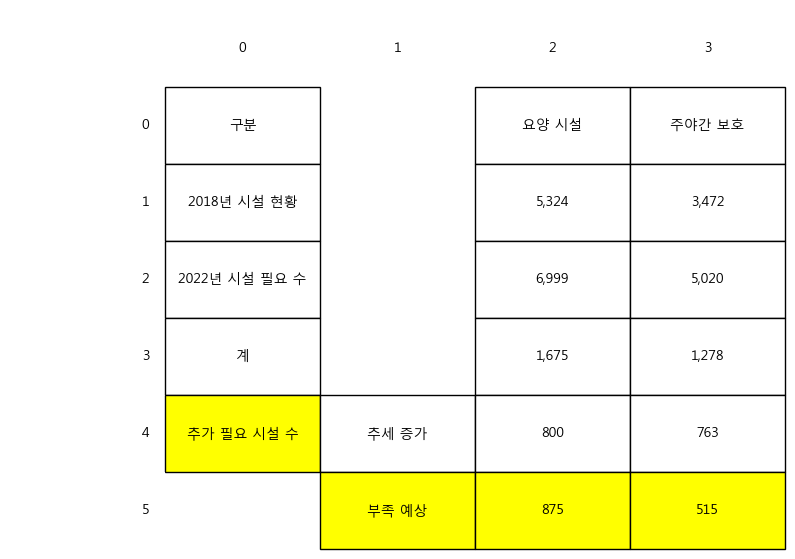 0 1 2 3
0 구분 요양 시설 주야간 보호
1 2018년 시설 현황 5,324 3,472
2 2022년 시설 필요 수 6,999 5,020
3 계 1,675 1,278
4 추가 필요 시설 수 추세 증가 800 763
5 부족 예상 875 515